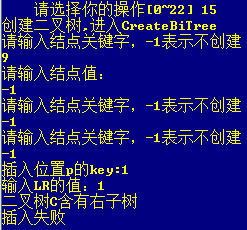 请选择你的操作[0~22] 15
创建二叉树,进入CreateBiTree
请输入结点关键字，-1表示不创建
9
请输入结点值：
-1
请输入结点关键字，-1表示不创建
-1
请输入结点关键字，-1表示不创建
-1
插入位置p的key:1
输入LR的值：1
二叉树C含有右子树
插入失败